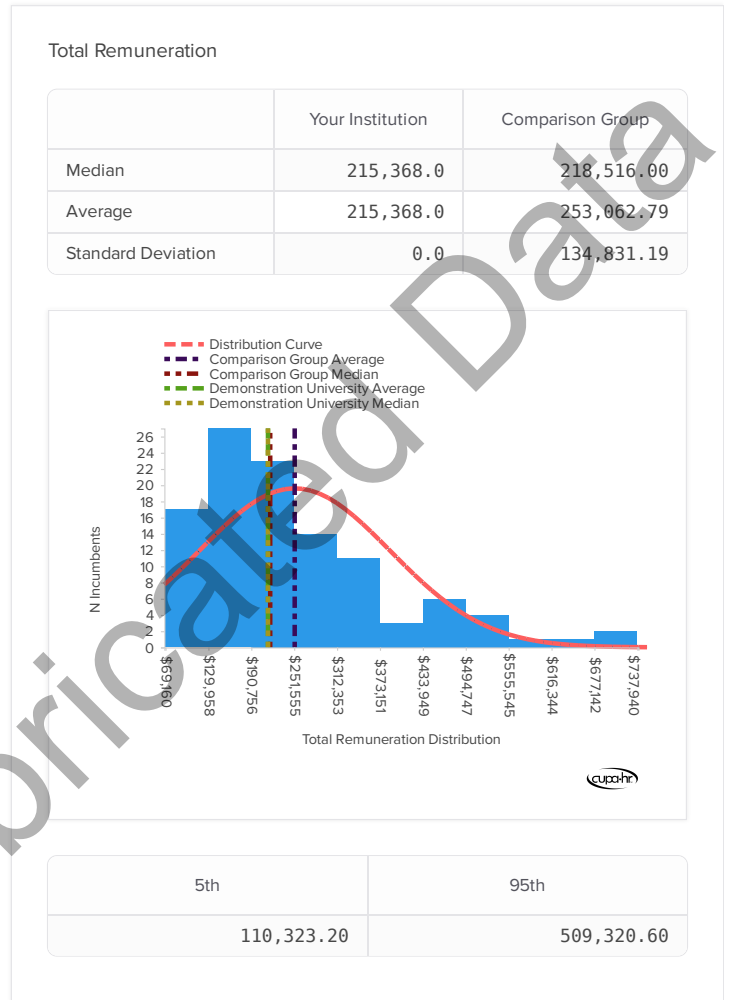 Total Remuneration
Your Institution Comparison Group
Median 215,368.0 218,516.00
Average 215,368.0 253,062.79
Standard Deviation 0.0 134,831.19
Distribution Curve
Comparison Group Average
Comparison Group Median
Demonstration University Average
Demonstration University Median
26
24
22
20
18
16
14
12
10
8
6
4
2
0
N Incumbents
$69,160 $129,958 $190,756 $251,555 $312,353 $373,151 $433,949 $494,747 $555,545 $616,344 $677,142 $737,940
Total Remuneration Distribution
cupa-hr
5th 95th
110,323.20 509,320.60
bricated Data